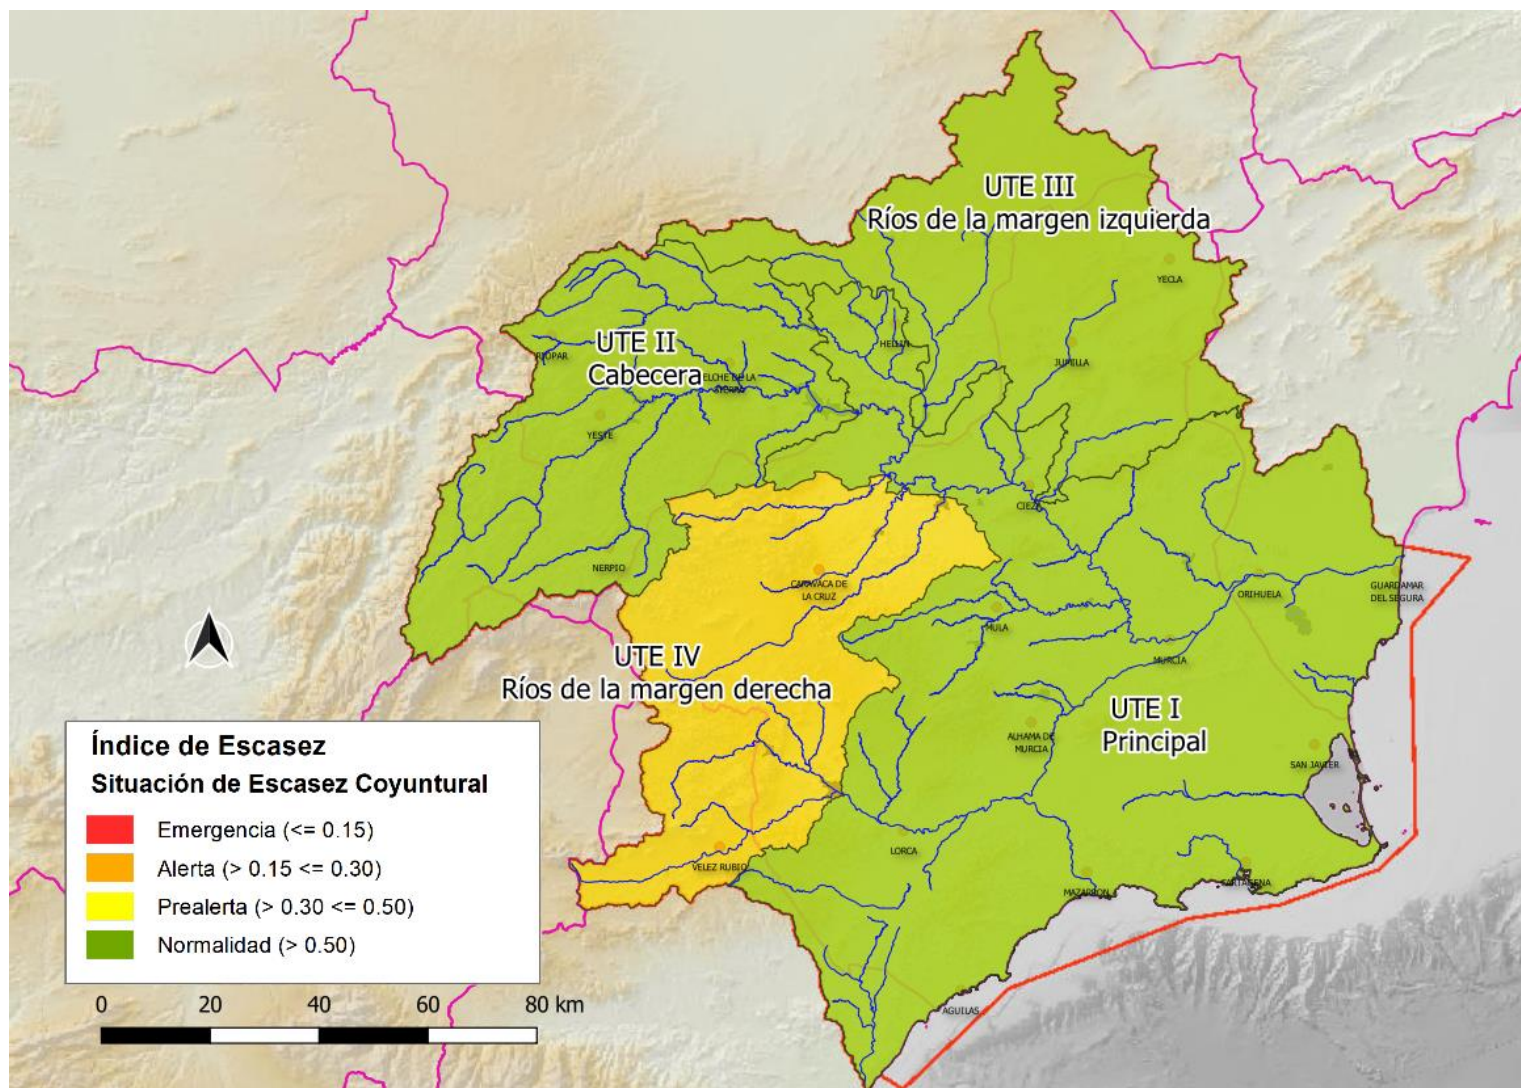 UTE III
Ríos de la margen izquierda
YECLA
UTE II
Cabecera
RIOPAR
HELLIN
JUMILLA
ELCHE DE LA
SIERRA
YESTE
CIEZA
NERPIO
CARAVACA DE
LA CRUZ
ORIHUELA
GUARDAMAR
DEL SEGURA
MULA
MURCIA
UTE IV
Ríos de la margen derecha
UTE I
Principal
ALHAMA DE
MURCIA
SAN JAVIER
LORCA
VELEZ RUBIO
MAZARRON
CARTAGENA
AGUILAS
Índice de Escasez
Situación de Escasez Coyuntural
Emergencia (<= 0.15)
Alerta (> 0.15 <= 0.30)
Prealerta (> 0.30 <= 0.50)
Normalidad (> 0.50)
0 20 40 60 80 km